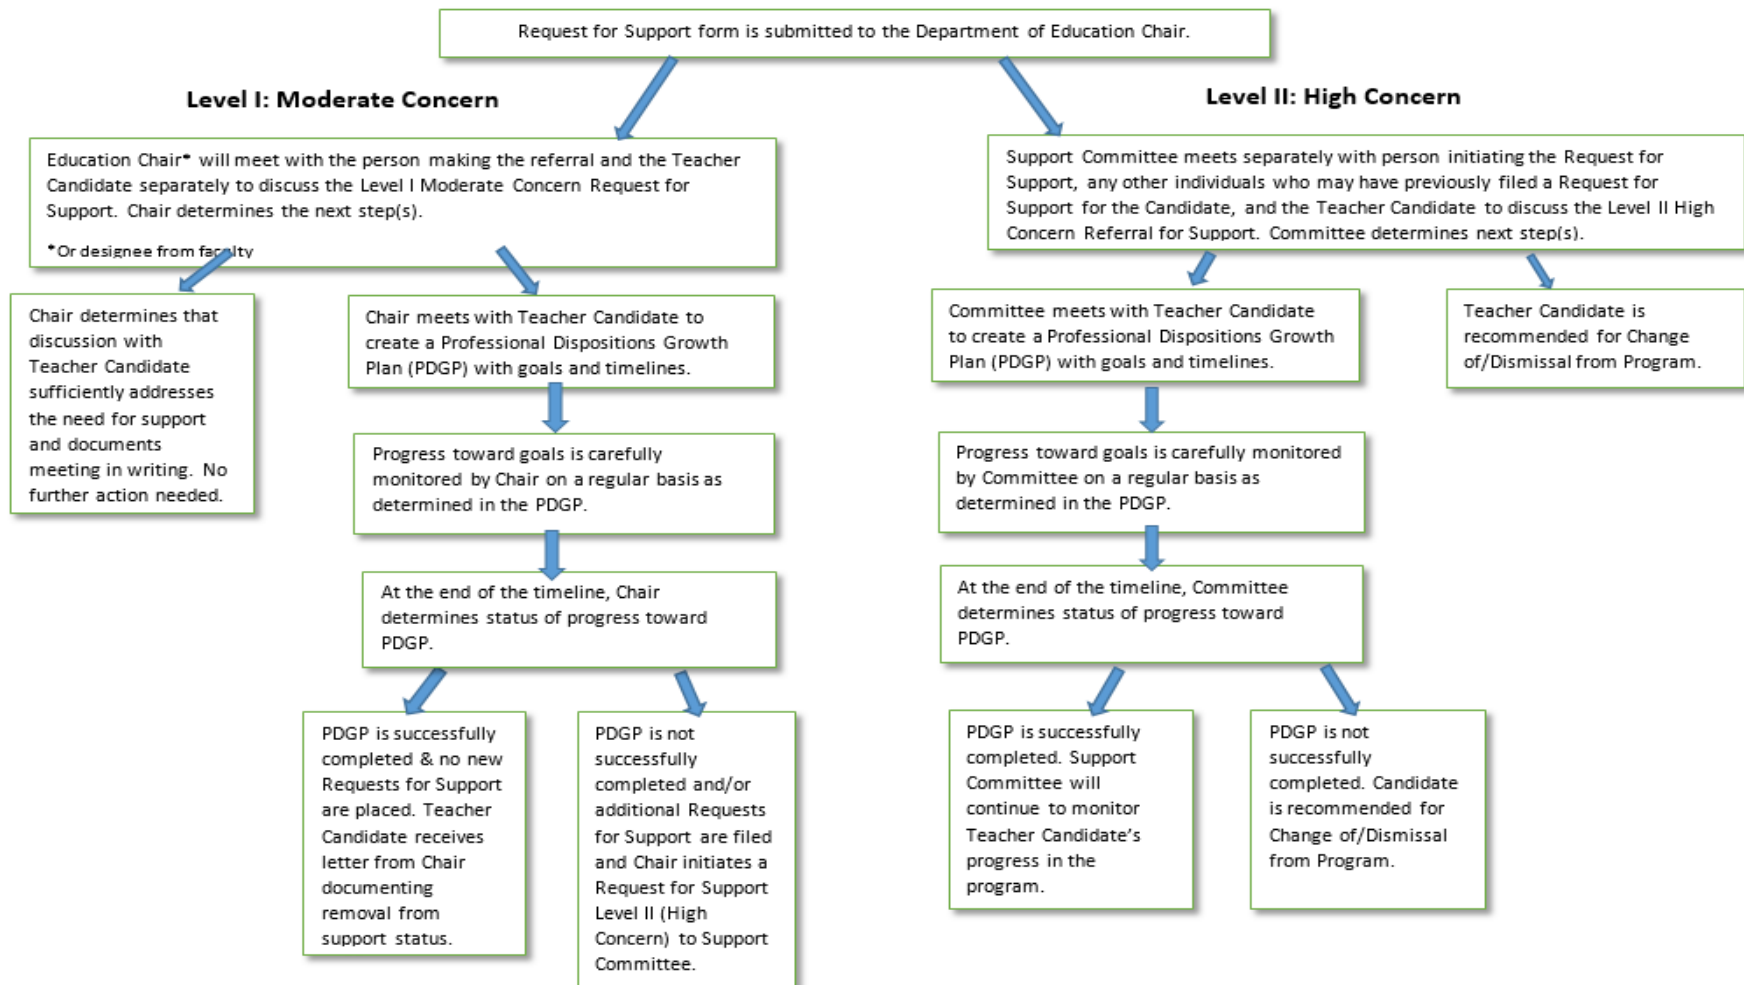 Request for Support form is submitted to the Department of Education Chair.
Level I: Moderate Concern
Level II: High Concern
Education Chair* will meet with the person making the referral and the Teacher
Candidate separately to discuss the Level I Moderate Concern Request for
Support. Chair determines the next step(s).
*Or designee from faculty
Support Committee meets separately with person initiating the Request for
Support, any other individuals who may have previously filed a Request for
Support for the Candidate, and the Teacher Candidate to discuss the Level II High
Concern Referral for Support. Committee determines next step(s).
Chair determines that
discussion with
Teacher Candidate
sufficiently addresses
the need for support
and documents
meeting in writing. No
further action needed.
Chair meets with Teacher Candidate to
create a Professional Dispositions Growth
Plan (PDGP) with goals and timelines.
Committee meets with Teacher Candidate
to create a Professional Dispositions Growth
Plan (PDGP) with goals and timelines.
Teacher Candidate is
recommended for Change
of/Dismissal from Program.
Progress toward goals is carefully
monitored by Chair on a regular basis as
determined in the PDGP.
Progress toward goals is carefully monitored
by Committee on a regular basis as
determined in the PDGP.
At the end of the timeline, Chair
determines status of progress toward
PDGP.
At the end of the timeline, Committee
determines status of progress toward
PDGP.
PDGP is successfully
completed & no new
Requests for Support
are placed. Teacher
Candidate receives
letter from Chair
documenting
removal from
support status.
PDGP is not
successfully
completed and/or
additional Requests
for Support are filed
and Chair initiates a
Request for Support
Level II (High
Concern) to Support
Committee.
PDGP is successfully
completed. Support
Committee will
continue to monitor
Teacher Candidate’s
progress in the
program.
PDGP is not
successfully
completed. Candidate
is recommended for
Change of/Dismissal
from Program.